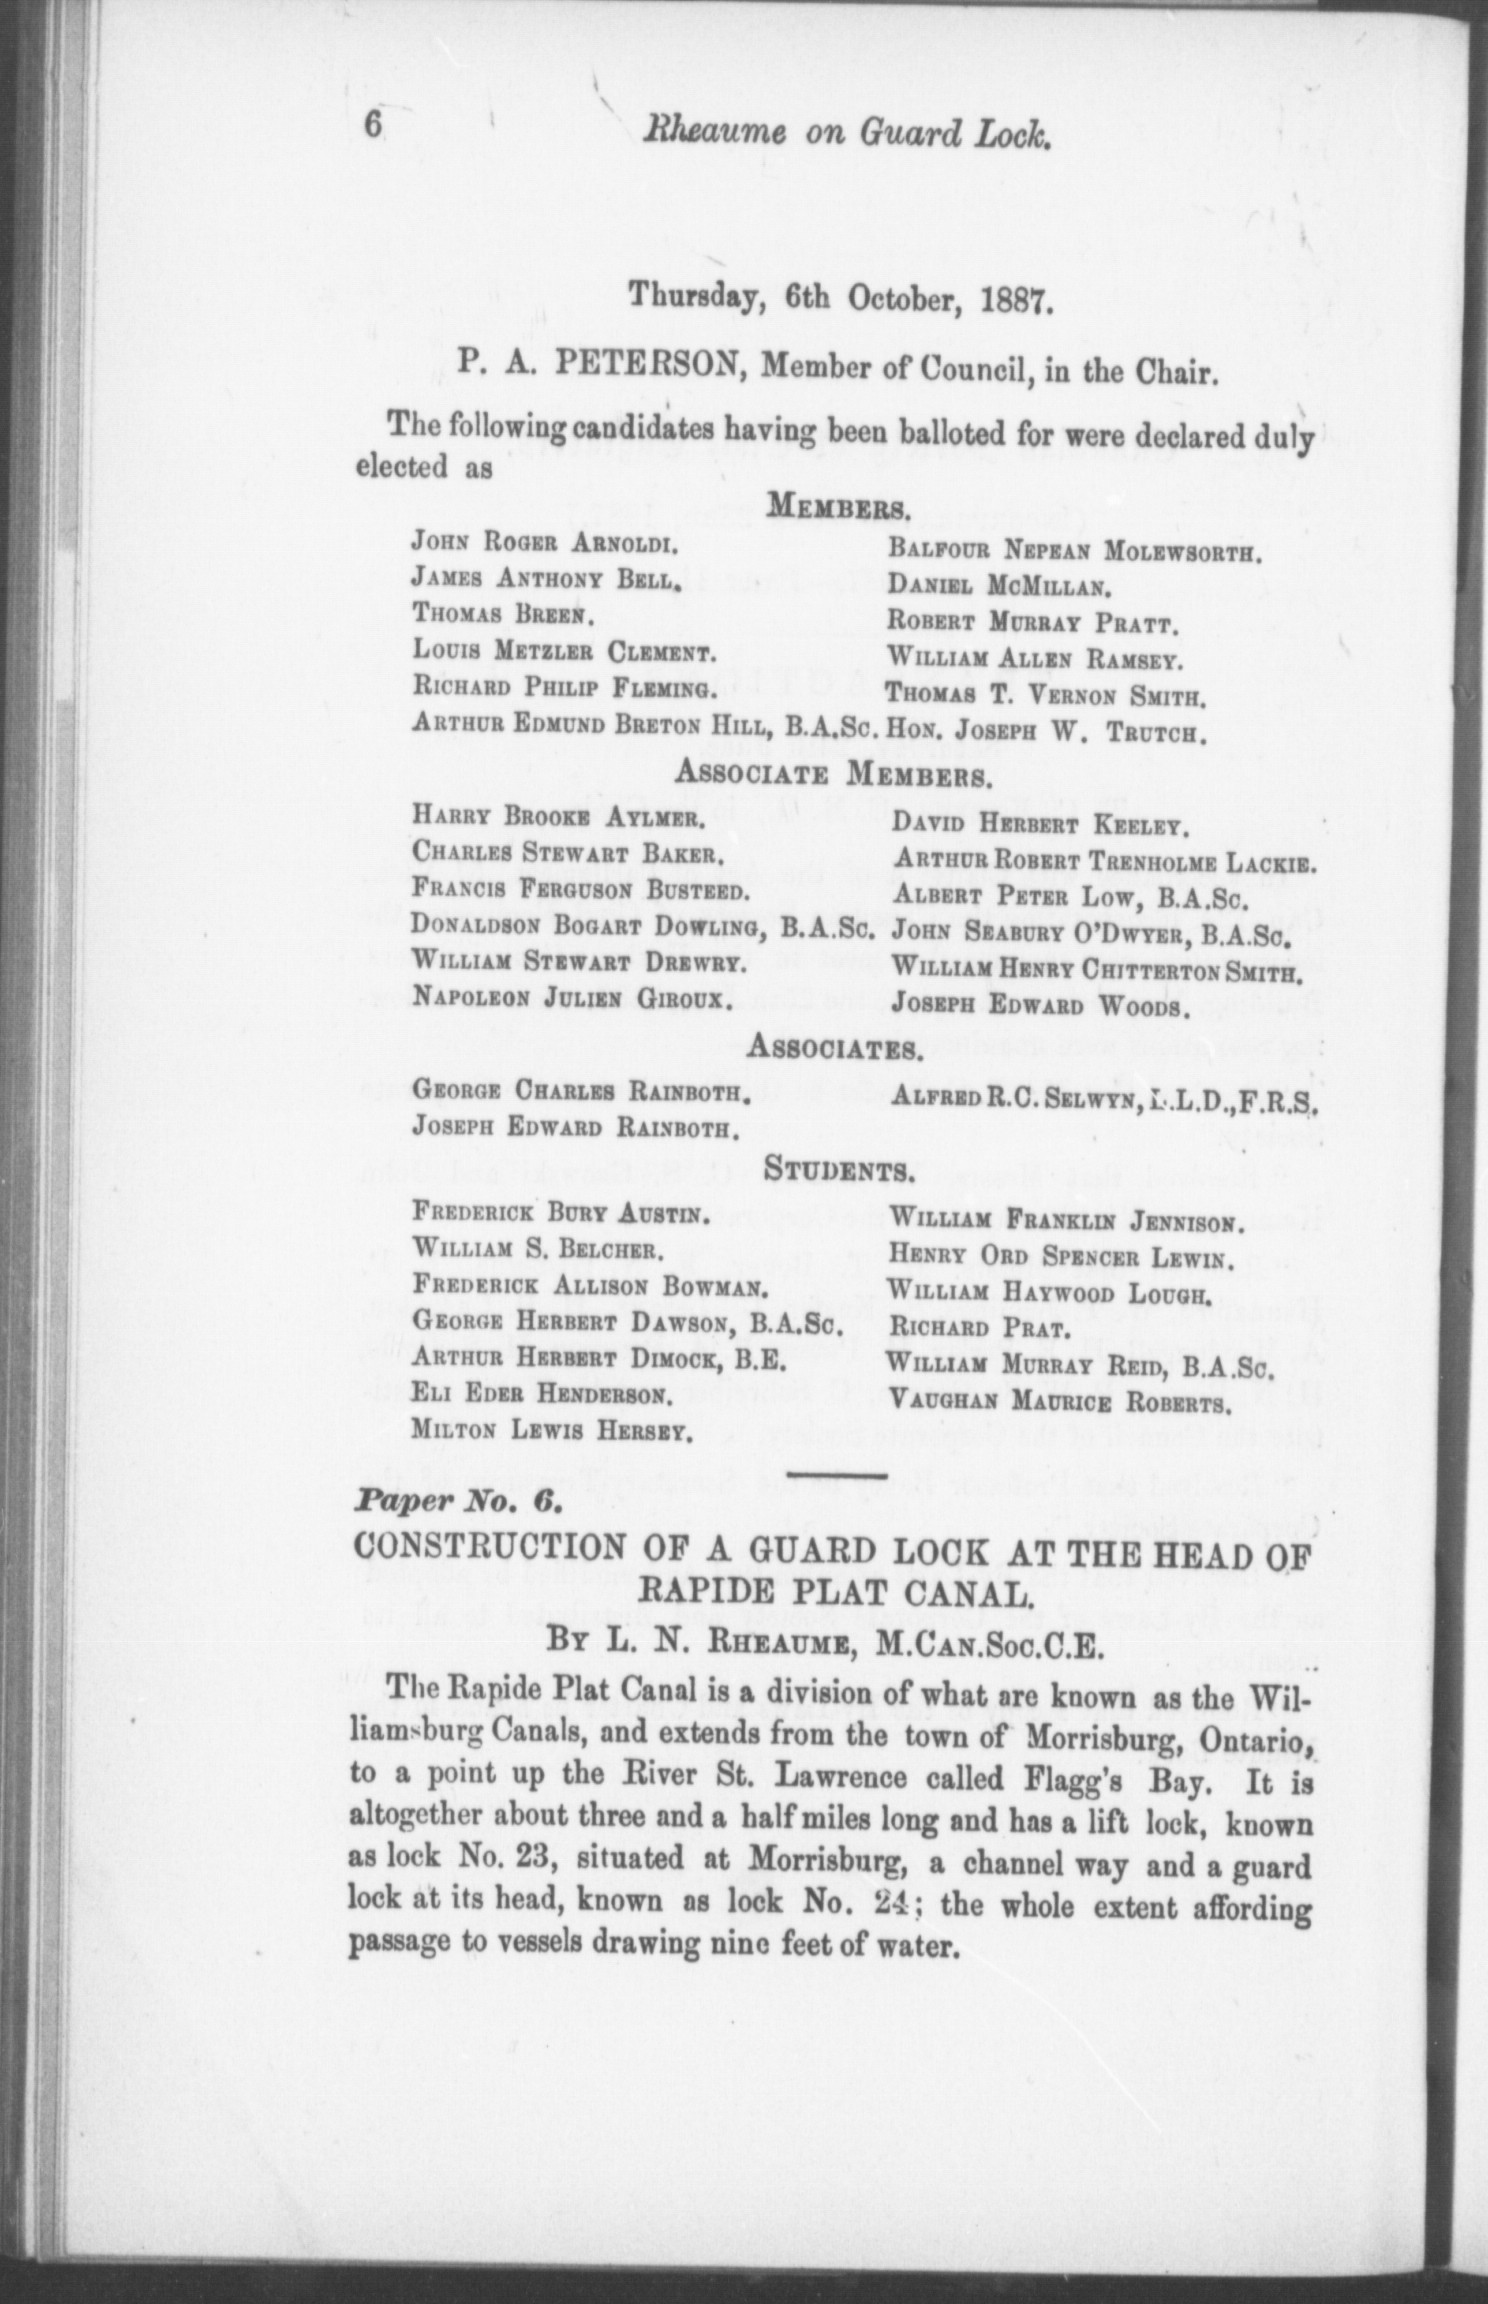 6
Rheaume on Guard Lock.
Thursday, 6th October, 1887.
P. A. PETERSON, Member of Council, in the Chair.
The following candidates having been balloted for were declared duly
elected as
MEMBERS.
JOHN ROGER ARNOLDI.
JAMES ANTHONY BELL.
THOMAS BREEN.
LOUIS METZLER CLEMENT.
RICHARD PHILIP FLEMING.
ARTHUR EDMUND BRETON HILL, B.A.SC.
BALFOUR NEPEAN MOLEWSORTH.
DANIEL MCMILLAN.
ROBERT MURRAY PRATT.
WILLIAM ALLEN RAMSEY.
THOMAS T. VERNON SMITH.
HON. JOSEPH W. TRUTCH.
ASSOCIATE MEMBERS.
HARRY BROOKE AYLMER.
CHARLES STEWART BAKER.
FRANCIS FERGUSON BUSTEED.
DONALDSON BOGART DOWLING, B.A.SC.
WILLIAM STEWART DREWRY.
NAPOLEON JULIEN GIROUX.
DAVID HERBERT KEELEY.
ARTHUR ROBERT TRENHOLME LACKIE.
ALBERT PETER LOW, B.A.SC.
JOHN SEABURY O'DWYER, B.A.SC.
WILLIAM HENRY CHITTERTON SMITH.
JOSEPH EDWARD WOODS.
ASSOCIATES.
GEORGE CHARLES RAINBOTH.
JOSEPH EDWARD RAINBOTH.
ALFRED R.C. SELWYN, L.L.D., F.R.S.
STUDENTS.
FREDERICK BURY AUSTIN.
WILLIAM S. BELCHER.
FREDERICK ALLISON BOWMAN.
GEORGE HERBERT DAWSON, B.A.SC.
ARTHUR HERBERT DIMOCK, B.E.
ELI EDER HENDERSON.
MILTON LEWIS HERSEY.
WILLIAM FRANKLIN JENNISON.
HENRY ORD SPENCER LEWIN.
WILLIAM HAYWOOD LOUGH.
RICHARD PRAT.
WILLIAM MURRAY REID, B.A.SC.
VAUGHAN MAURICE ROBERTS.
Paper No. 6.
CONSTRUCTION OF A GUARD LOCK AT THE HEAD OF
RAPIDE PLAT CANAL.
BY L. N. RHEAUME, M.CAN.SOC.C.E.
The Rapide Plat Canal is a division of what are known as the Wil-
liamsburg Canals, and extends from the town of Morrisburg, Ontario,
to a point up the River St. Lawrence called Flagg's Bay. It is
altogether about three and a half miles long and has a lift lock, known
as lock No. 23, situated at Morrisburg, a channel way and a guard
lock at its head, known as lock No. 24; the whole extent affording
passage to vessels drawing nine feet of water.